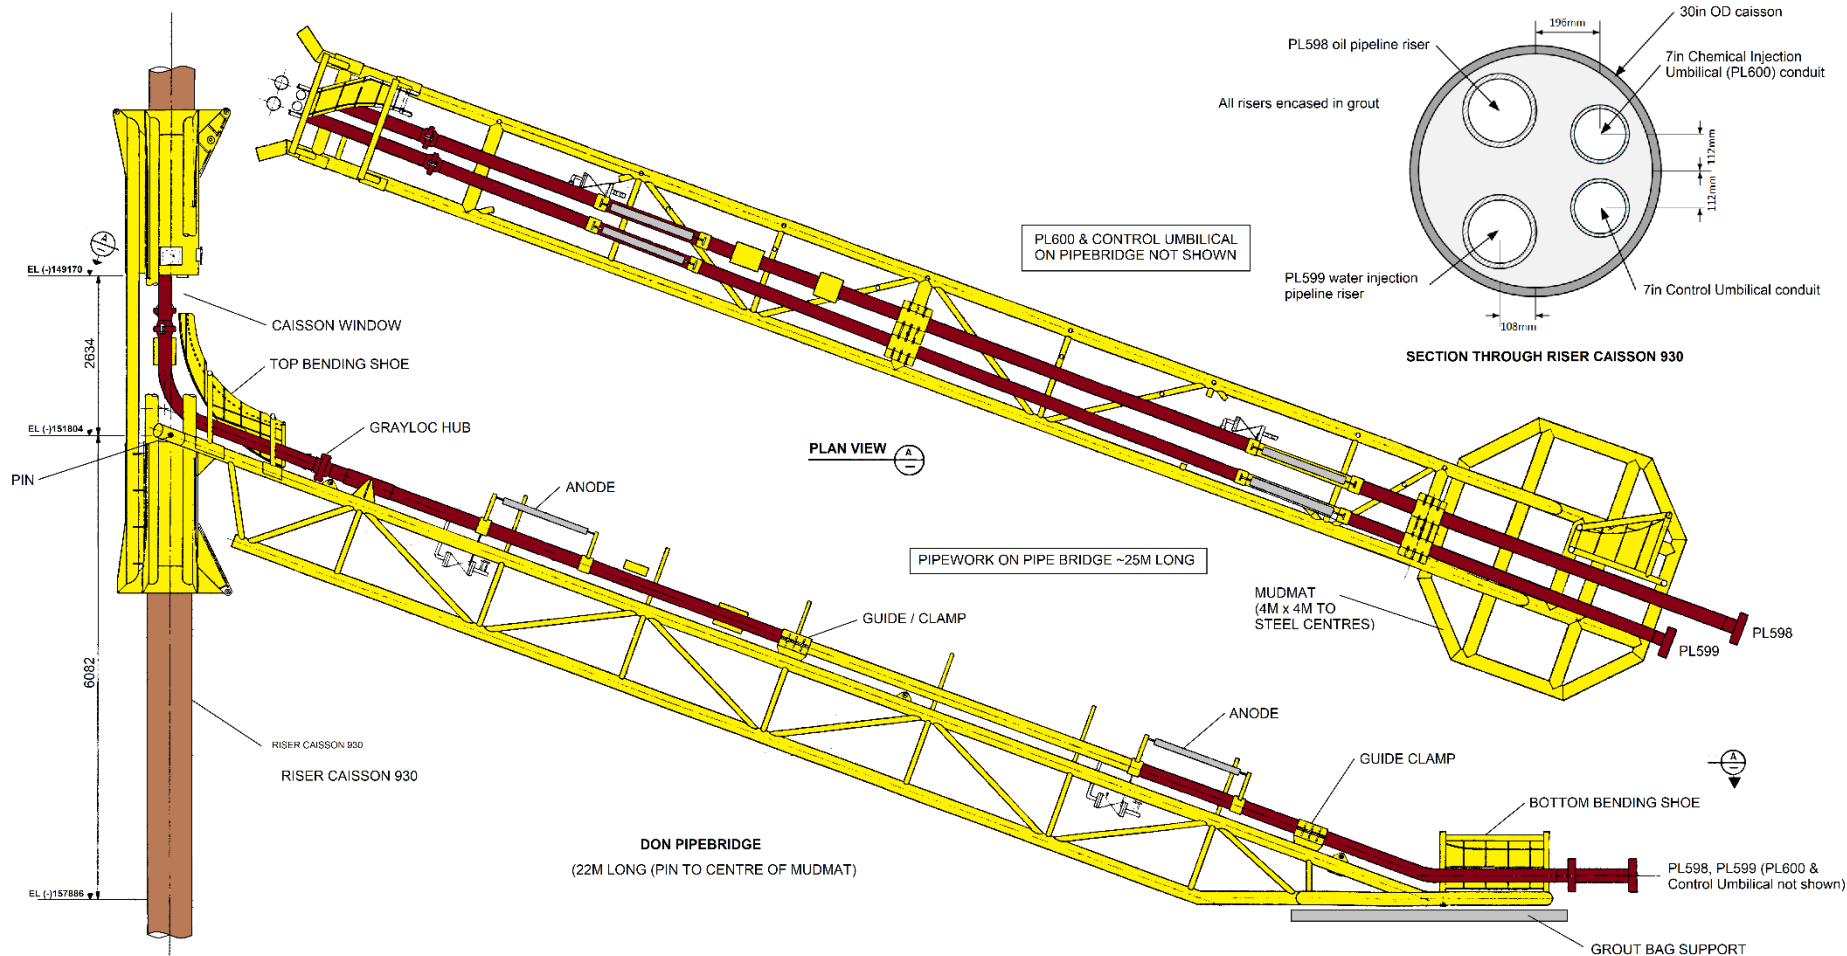 30in OD caisson
196mm
PL598 oil pipeline riser
7in Chemical Injection
Umbilical (PL600) conduit
All risers encased in grout
112mm
112mm
PL599 water injection
pipeline riser
7in Control Umbilical conduit
108mm
SECTION THROUGH RISER CAISSON 930
PL600 & CONTROL UMBILICAL
ON PIPEBRIDGE NOT SHOWN
A
EL (-)149170
CAISSON WINDOW
2634
TOP BENDING SHOE
EL (-)151804
GRAYLOC HUB
PIN
PLAN VIEW
A
ANODE
PIPEWORK ON PIPE BRIDGE ~25M LONG
MUDMAT
(4M x 4M TO
STEEL CENTRES)
PL598
PL599
GUIDE / CLAMP
6082
ANODE
RISER CAISSON 930
RISER CAISSON 930
GUIDE CLAMP
A
BOTTOM BENDING SHOE
DON PIPEBRIDGE
(22M LONG (PIN TO CENTRE OF MUDMAT)
PL598, PL599 (PL600 &
Control Umbilical not shown)
EL (-)157886
GROUT BAG SUPPORT